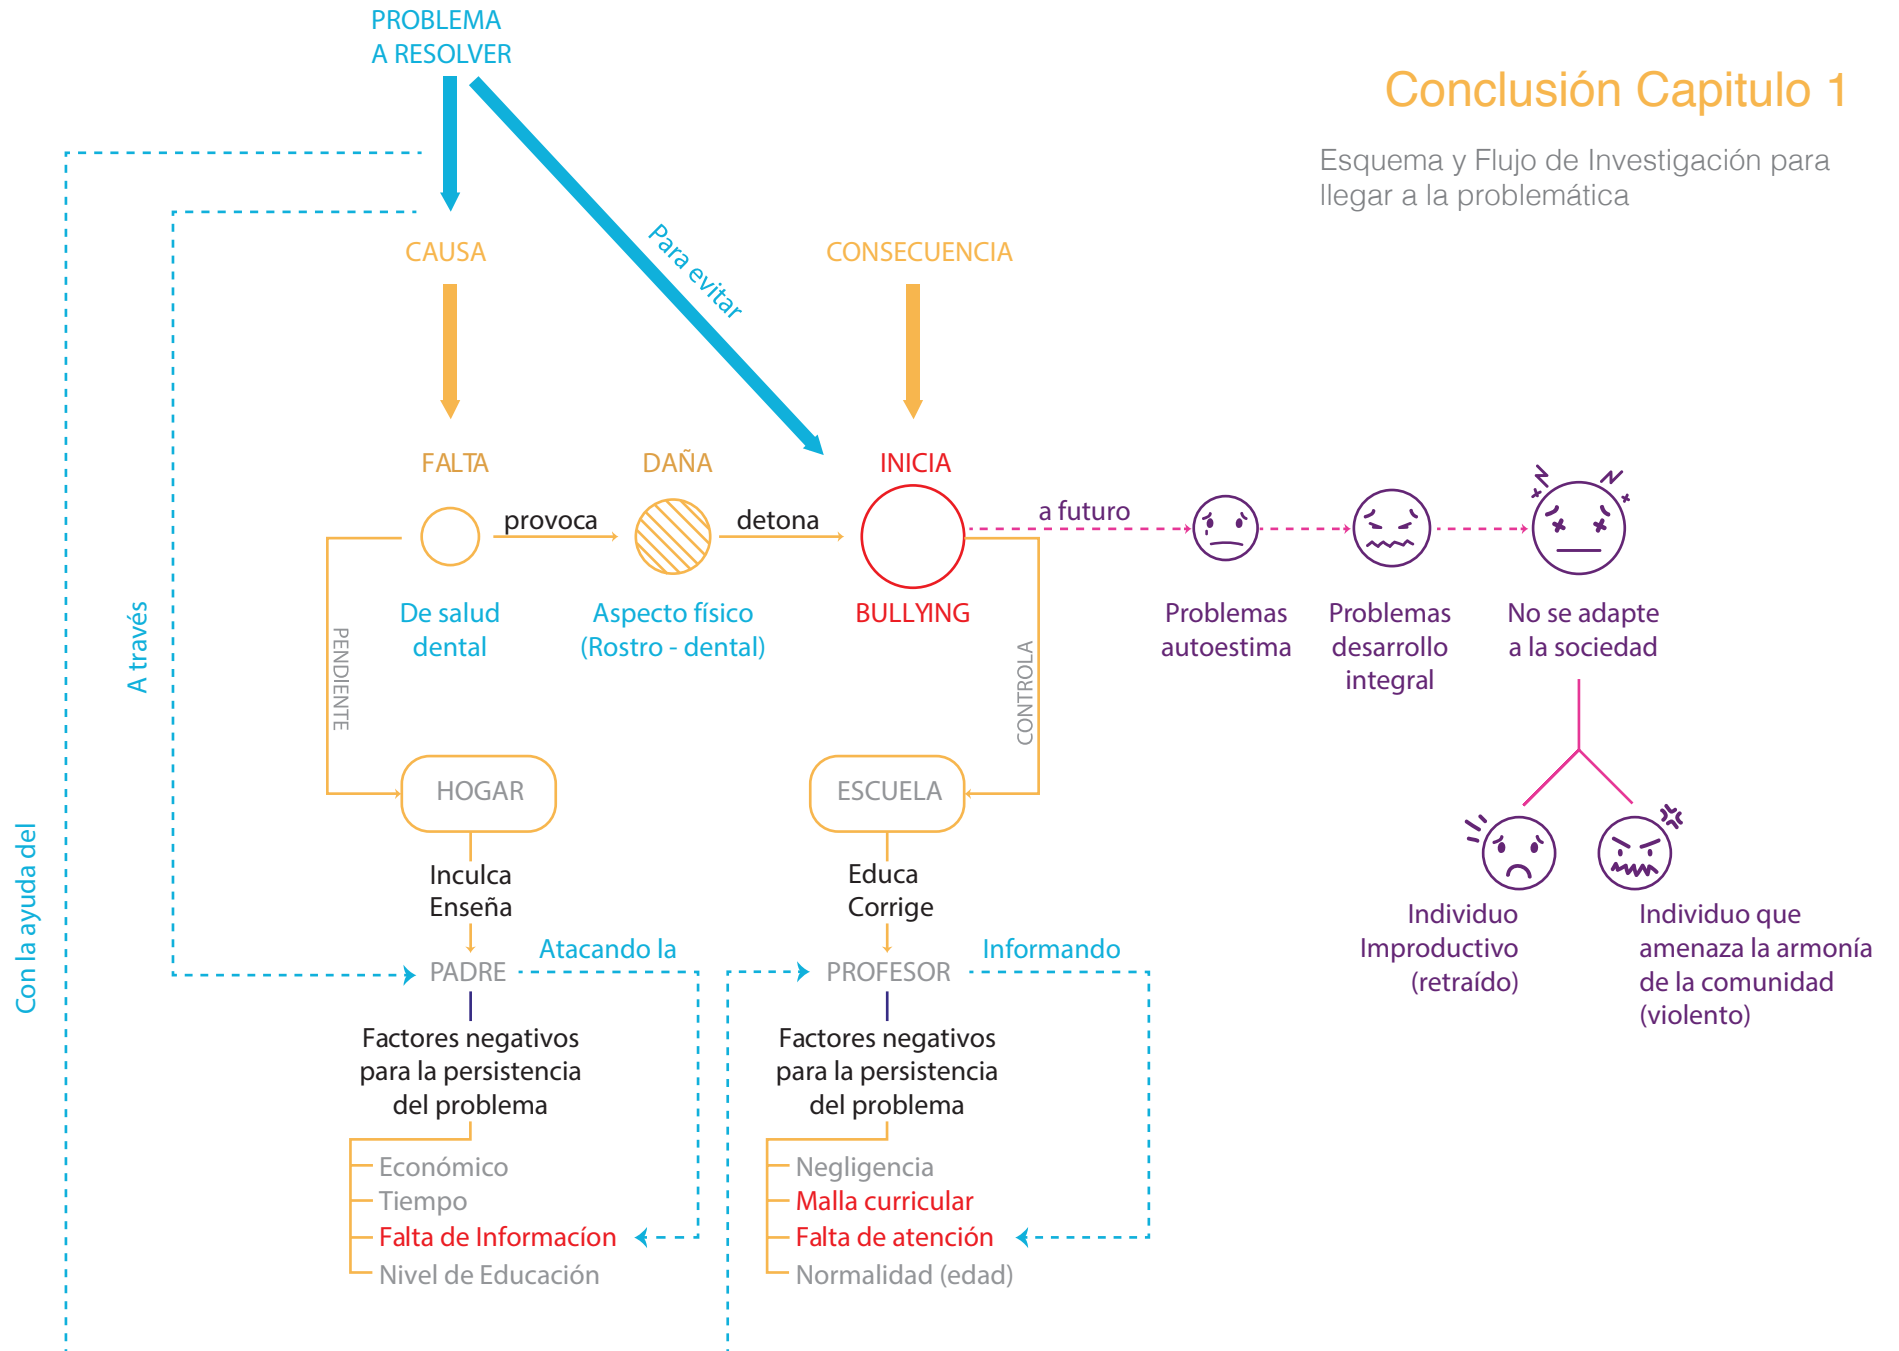 PROBLEMA
A RESOLVER
Conclusión Capitulo 1
Esquema y Flujo de Investigación para
llegar a la problemática
Para evitar
CAUSA
CONSECUENCIA
FALTA
DAÑA
INICIA
provoca
detona
a futuro
De salud
dental
Aspecto físico
(Rostro - dental)
BULLYING
Problemas
autoestima
Problemas
desarrollo
integral
No se adapte
a la sociedad
A través
PENDIENTE
CONTROLA
HOGAR
ESCUELA
Con la ayuda del
Inculca
Enseña
Educa
Corrige
Individuo
Improductivo
(retraído)
Individuo que
amenaza la armonía
de la comunidad
(violento)
Atacando la
Informando
PADRE
PROFESOR
Factores negativos
para la persistencia
del problema
Factores negativos
para la persistencia
del problema
Económico
Tiempo
Falta de Informacíon
Nivel de Educación
Negligencia
Malla curricular
Falta de atención
Normalidad (edad)